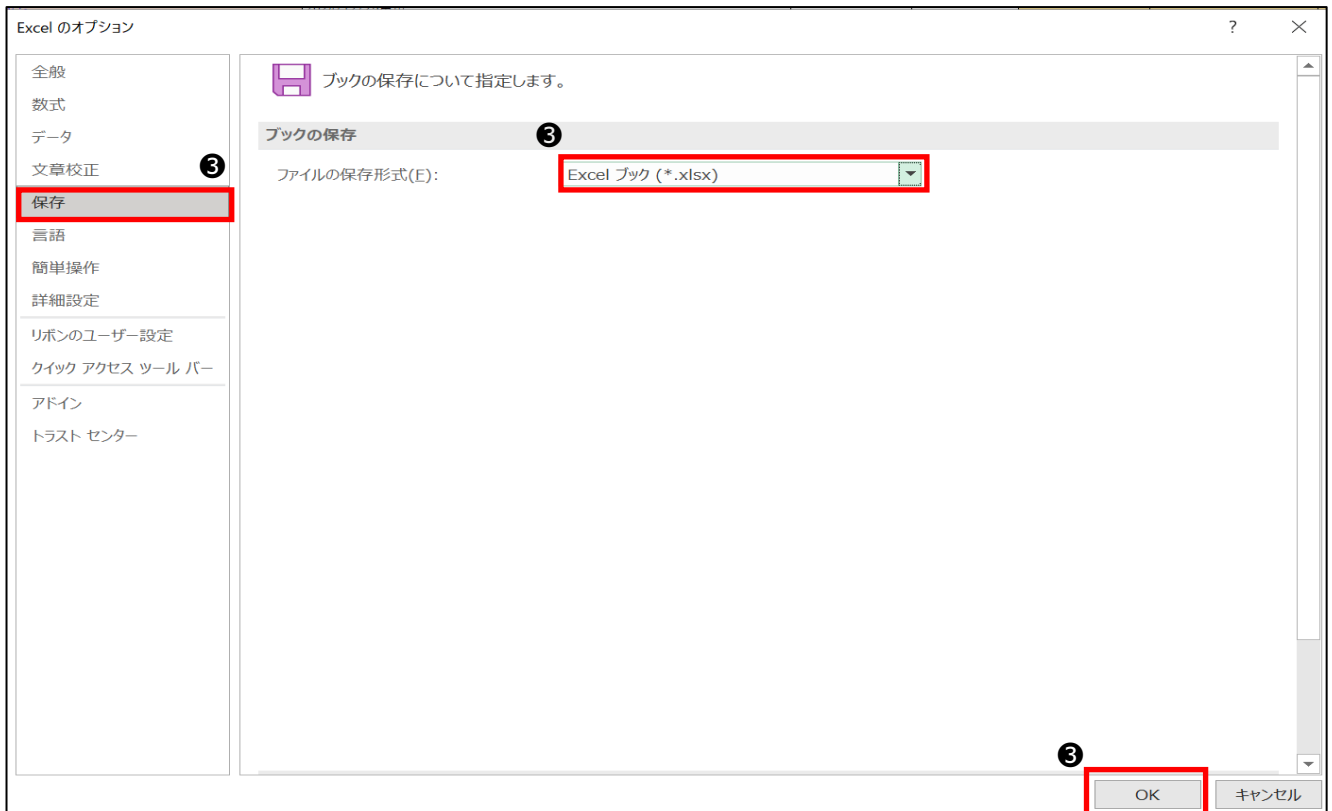 Excel のオプション
?
全般
数式
データ
文章校正
❸
保存
言語
簡単操作
詳細設定
リボンのユーザー設定
クイック アクセス ツール バー
アドイン
トラスト センター
ブックの保存について指定します。
ブックの保存
❸
ファイルの保存形式(F):
Excel ブック (*.xlsx)
❸
OK
キャンセル